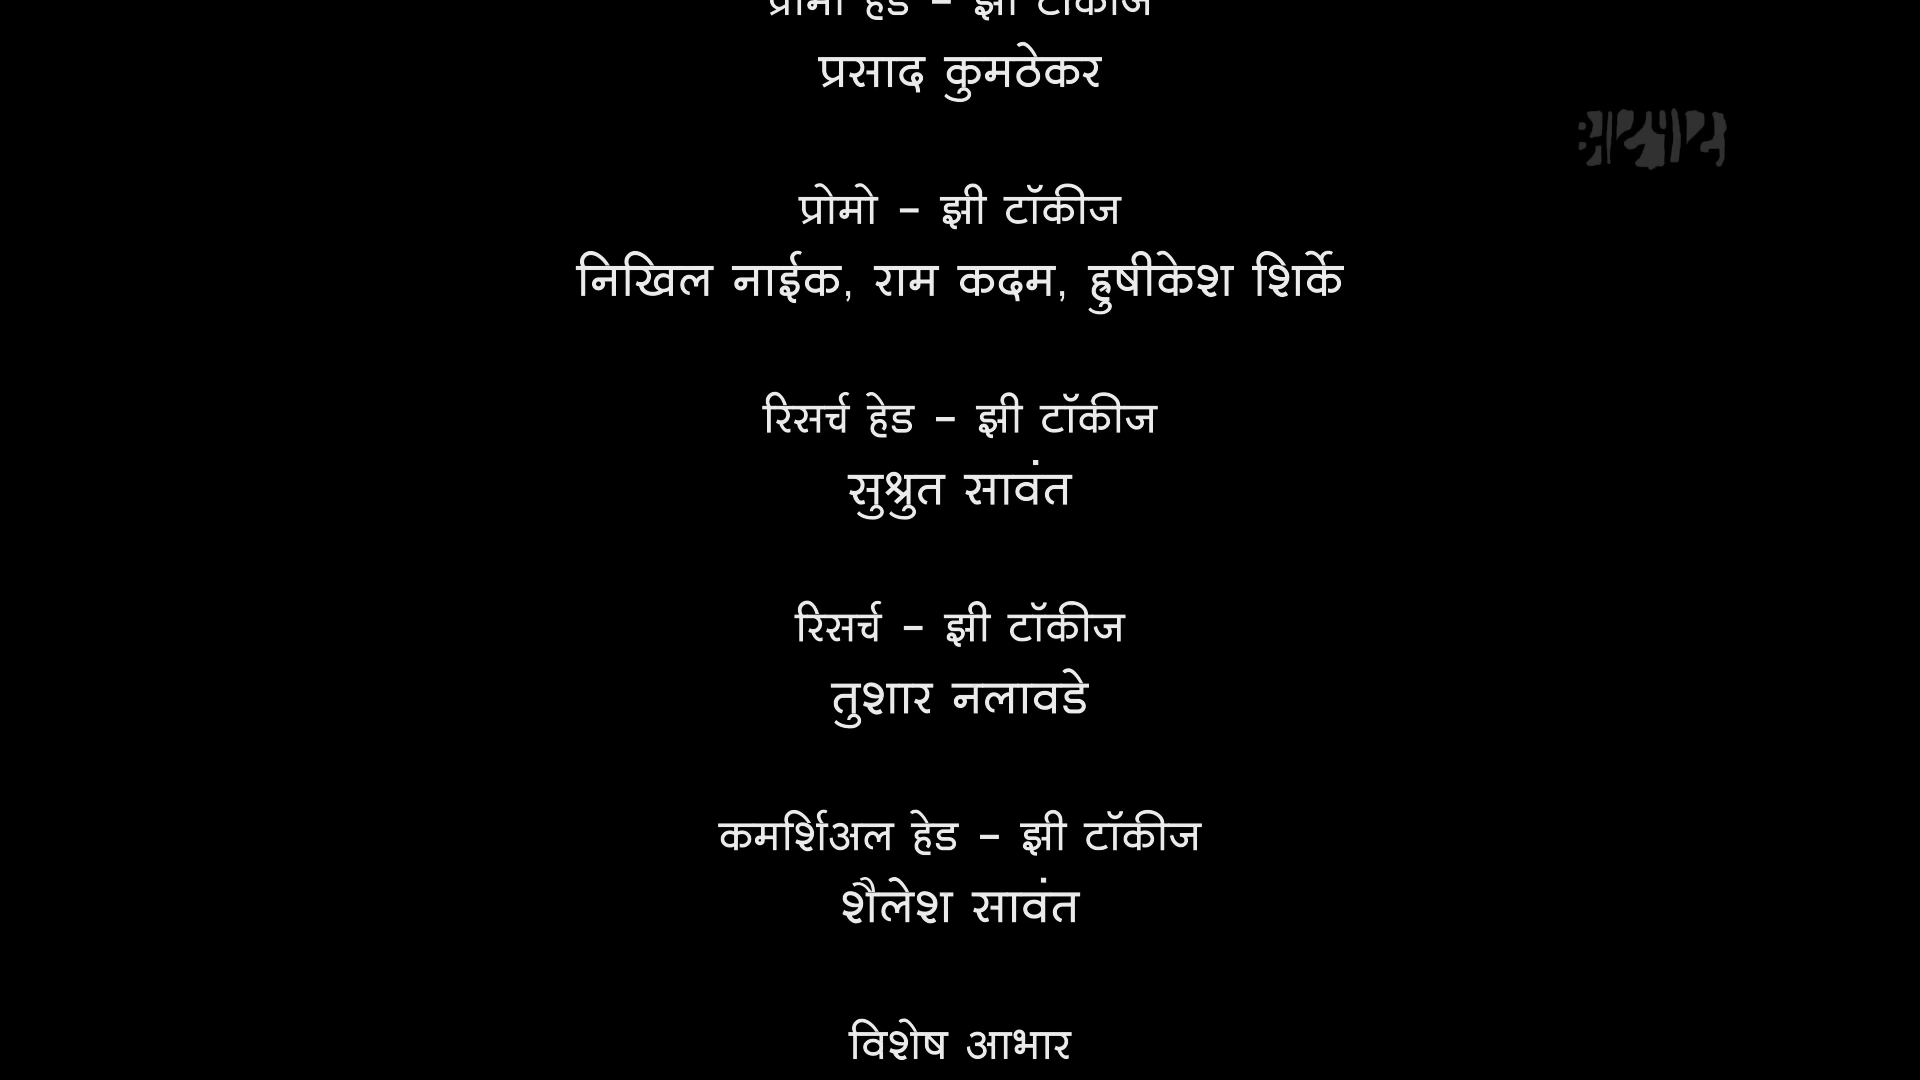 प्रोमो हेड – झी टॉकीज
प्रसाद कुमठेकर
प्रोमो – झी टॉकीज
निखिल नाईक, राम कदम, ह्रुषीकेश शिर्के
रिसर्च हेड – झी टॉकीज
सुश्रुत सावंत
रिसर्च – झी टॉकीज
तुशार नलावडे
कमर्शिअल हेड – झी टॉकीज
शैलेश सावंत
विशेष आभार